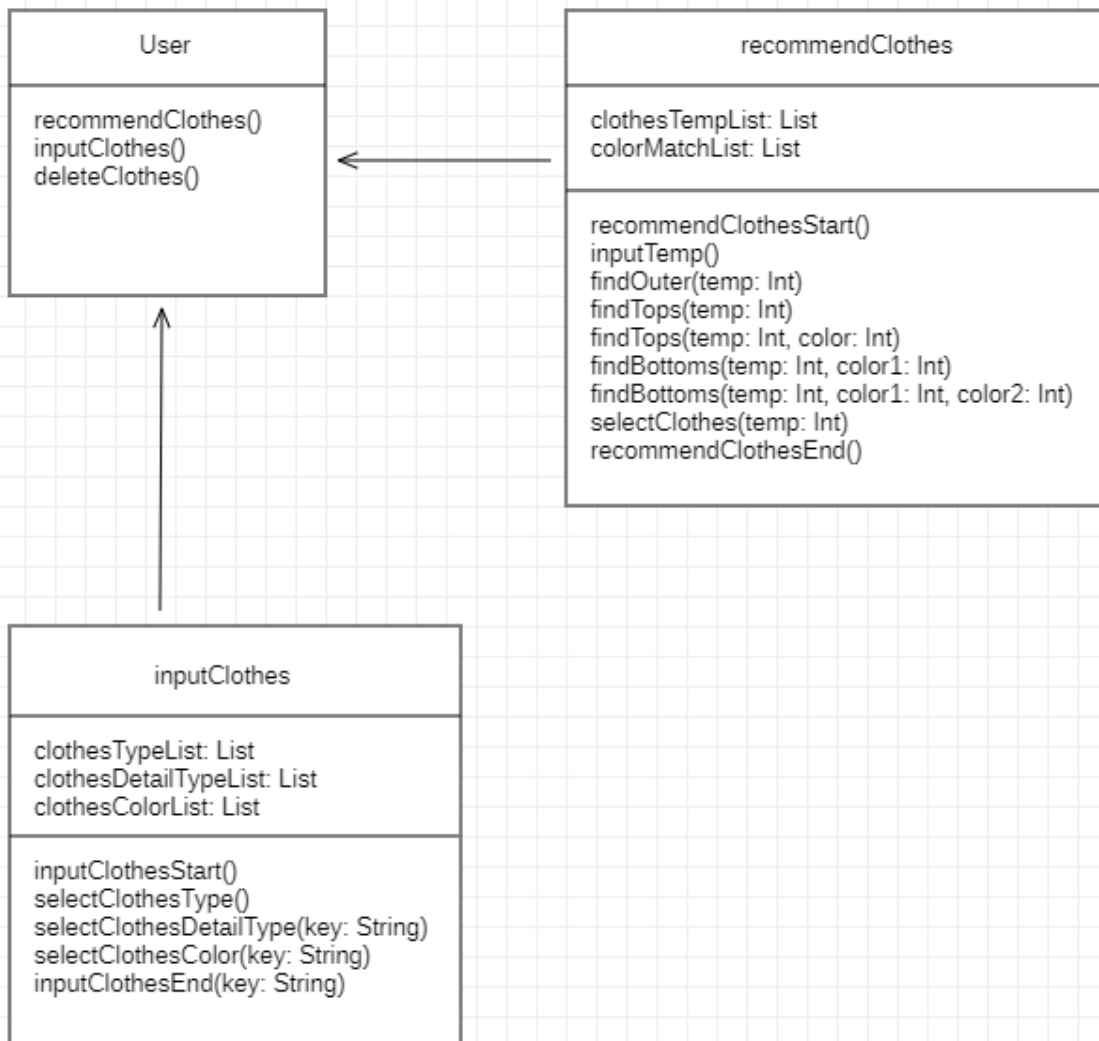 User
recommendClothes()
inputClothes()
deleteClothes()
recommendClothes
clothesTempList: List
colorMatchList: List
recommendClothesStart()
inputTemp()
findOuter(temp: Int)
findTops(temp: Int)
findTops(temp: Int, color: Int)
findBottoms(temp: Int, color1: Int)
findBottoms(temp: Int, color1: Int, color2: Int)
selectClothes(temp: Int)
recommendClothesEnd()
inputClothes
clothesTypeList: List
clothesDetailTypeList: List
clothesColorList: List
inputClothesStart()
selectClothesType()
selectClothesDetailType(key: String)
selectClothesColor(key: String)
inputClothesEnd(key: String)